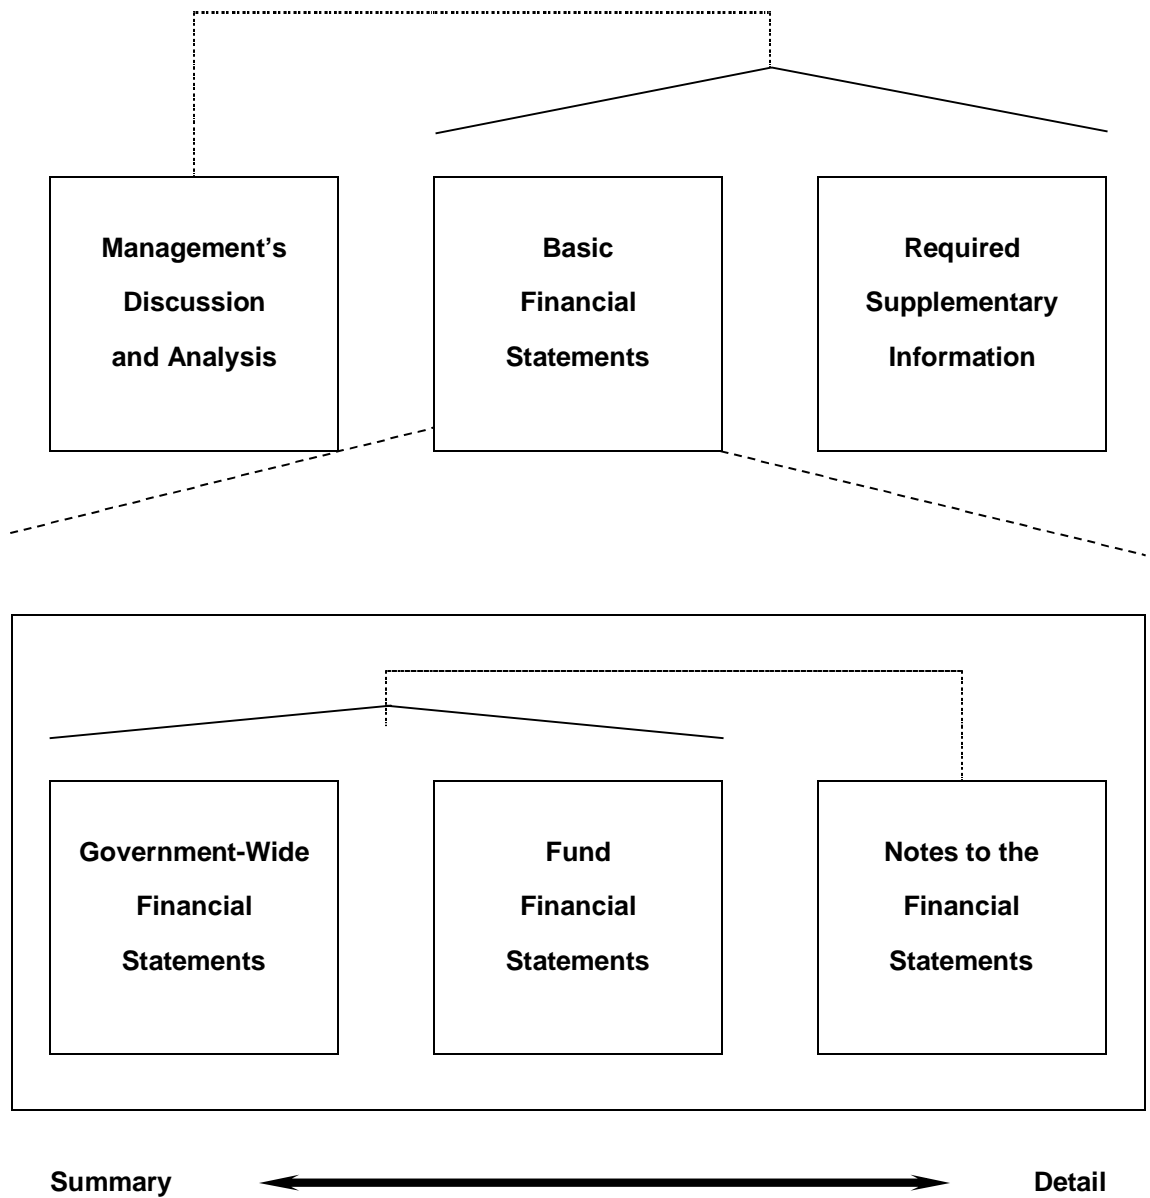 Management’s
Discussion
and Analysis
Basic
Financial
Statements
Required
Supplementary
Information
Government-Wide
Financial
Statements
Fund
Financial
Statements
Notes to the
Financial
Statements
Summary
Detail